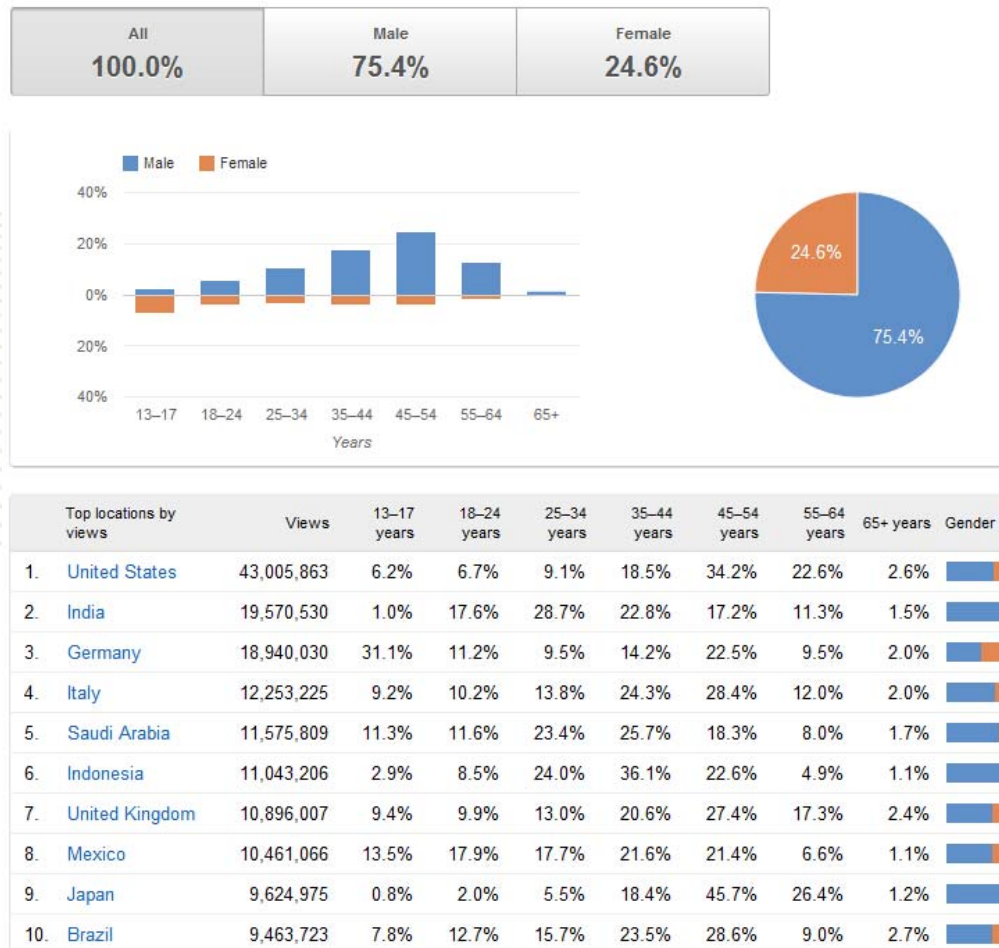 All Male Female
100.0% 75.4% 24.6%
Male Female
40%
20%
0%
20%
40%
13–17 18–24 25–34 35–44 45–54 55–64 65+
Years
24.6%
75.4%
Top locations by views Views 13–17 years 18–24 years 25–34 years 35–44 years 45–54 years 55–64 years 65+ years Gender
1. United States 43,005,863 6.2% 6.7% 9.1% 18.5% 34.2% 22.6% 2.6%
2. India 19,570,530 1.0% 17.6% 28.7% 22.8% 17.2% 11.3% 1.5%
3. Germany 18,940,030 31.1% 11.2% 9.5% 14.2% 22.5% 9.5% 2.0%
4. Italy 12,253,225 9.2% 10.2% 13.8% 24.3% 28.4% 12.0% 2.0%
5. Saudi Arabia 11,575,809 11.3% 11.6% 23.4% 25.7% 18.3% 8.0% 1.7%
6. Indonesia 11,043,206 2.9% 8.5% 24.0% 36.1% 22.6% 4.9% 1.1%
7. United Kingdom 10,896,007 9.4% 9.9% 13.0% 20.6% 27.4% 17.3% 2.4%
8. Mexico 10,461,066 13.5% 17.9% 17.7% 21.6% 21.4% 6.6% 1.1%
9. Japan 9,624,975 0.8% 2.0% 5.5% 18.4% 45.7% 26.4% 1.2%
10. Brazil 9,463,723 7.8% 12.7% 15.7% 23.5% 28.6% 9.0% 2.7%